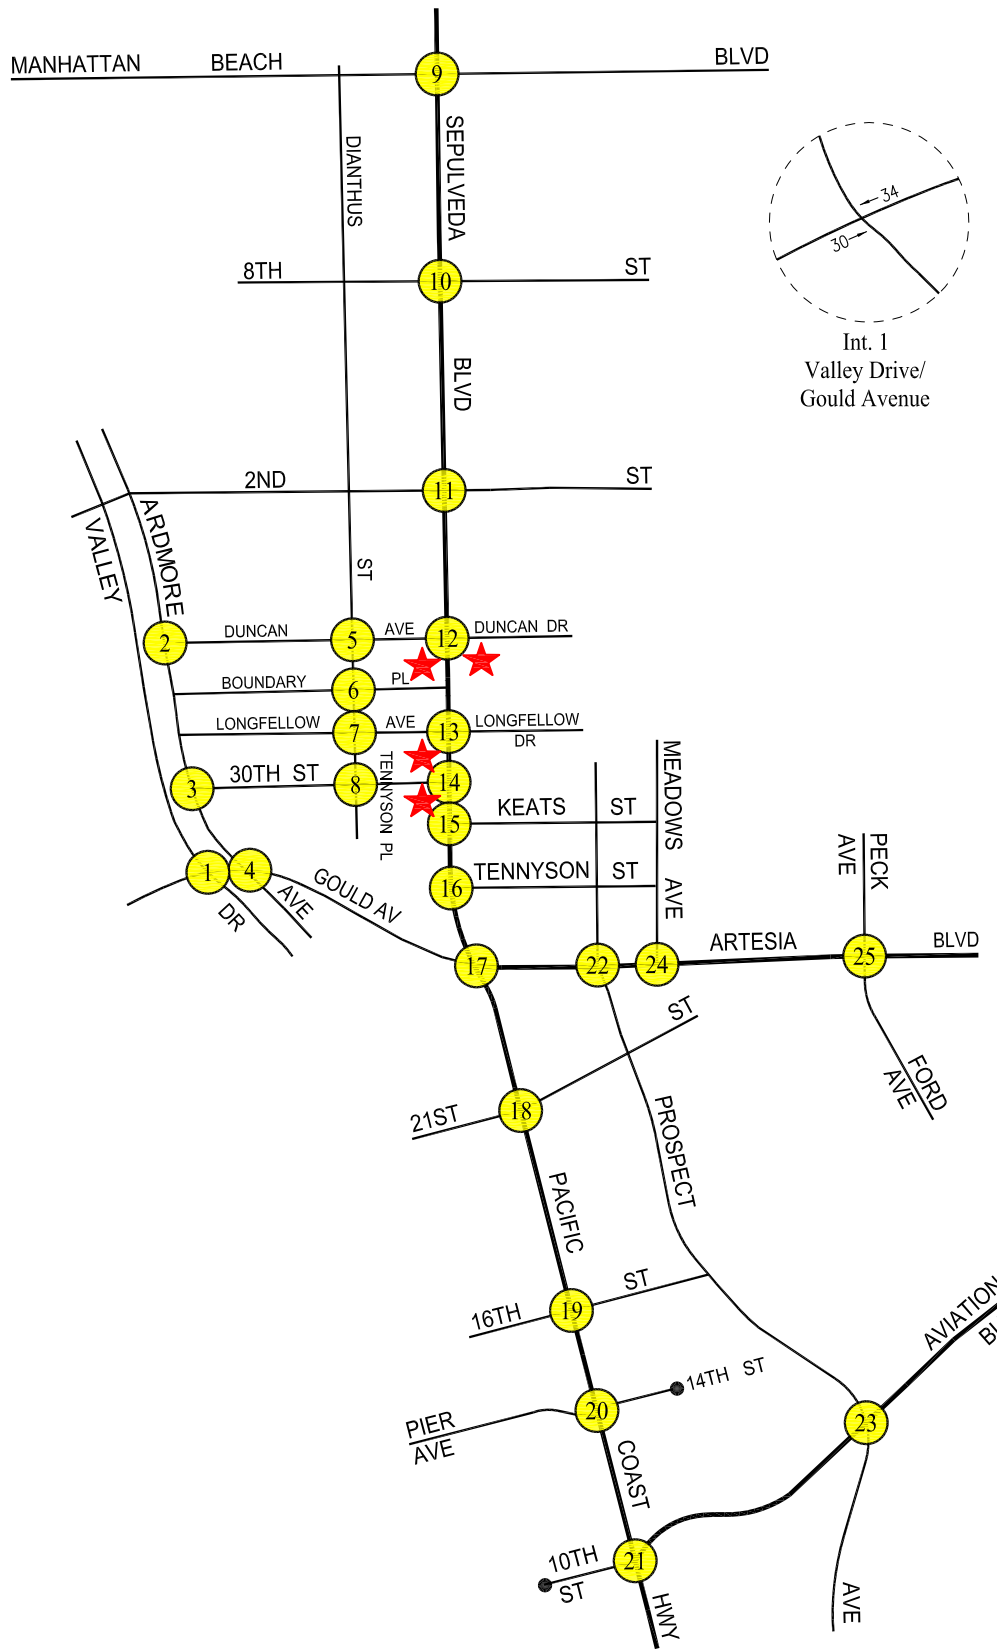 MANHATTAN BEACH BLVD
9
SEPULVEDA
DIANTHUS
34
30
8TH ST
10
Int. 1
Valley Drive/
Gould Avenue
BLVD
2ND ST
11
VALLEY
ARDMORE
ST
2
DUNCAN
5
AVE
12
DUNCAN DR
BOUNDARY
6
PL
LONGFELLOW
7
AVE
13
LONGFELLOW
DR
3
30TH ST
8
TENNYSON PL
14
MEADOWS AVE
15
KEATS ST
16
TENNYSON ST
PECK
AVE
1
4
DR
AVE
GOULD AV
17
22
24
ARTESIA
25
BLVD
FORD
AVE
21ST
18
ST
PROSPECT
PACIFIC
16TH
19
ST
AVIATION
14TH ST
PIER
AVE
20
23
COAST
10TH
ST
21
HWY
AVE